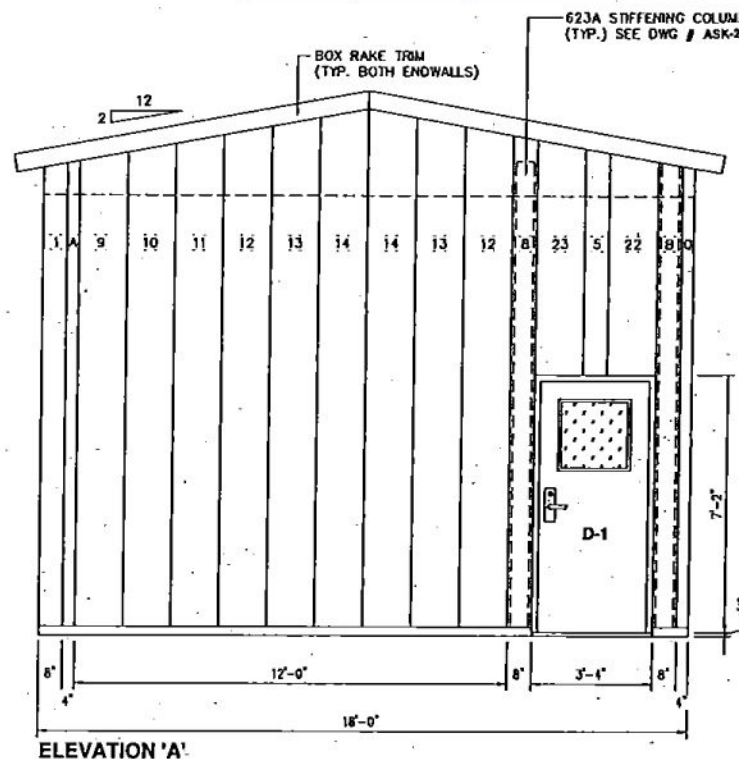 623A STIFFENING COLUM
(TYP.) SEE DWG # ASK-2
BOX RAKE TRIM
(TYP. BOTH ENDWALLS)
12
2
1 A 9 10 11 12 13 14 14 13 12 8 23 5 22 8
D-1
7'-2"
8" 4" 12'-0" 8" 3'-4" 8" 4"
18'-0"
ELEVATION 'A'